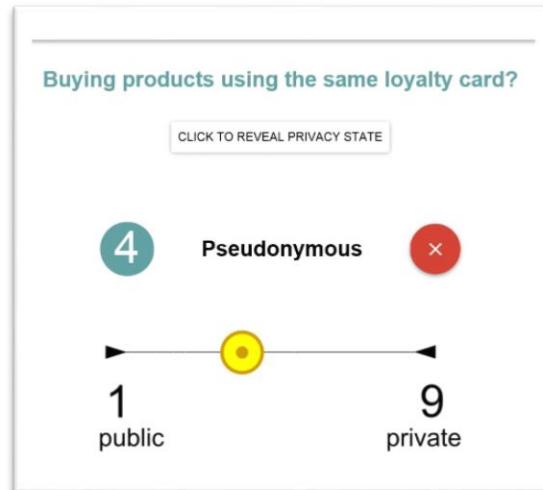 Buying products using the same loyalty card?
CLICK TO REVEAL PRIVACY STATE
4 Pseudonymous ×
1 9
public private